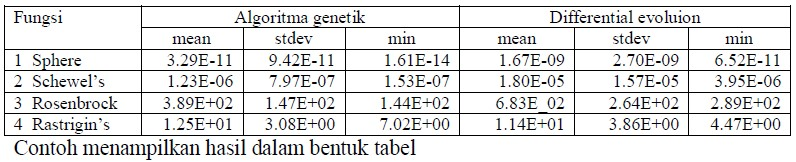 Fungsi Algoritma genetik Differential evoluion
mean stdev min mean stdev min
1 Sphere 3.29E-11 9.42E-11 1.61E-14 1.67E-09 2.70E-09 6.52E-11
2 Schewel's 1.23E-06 7.97E-07 1.53E-07 1.80E-05 1.57E-05 3.95E-06
3 Rosenbrock 3.89E+02 1.47E+02 1.44E+02 6.83E_02 2.64E+02 2.89E+02
4 Rastrigin's 1.25E+01 3.08E+00 7.02E+00 1.14E+01 3.86E+00 4.47E+00
Contoh menampilkan hasil dalam bentuk tabel